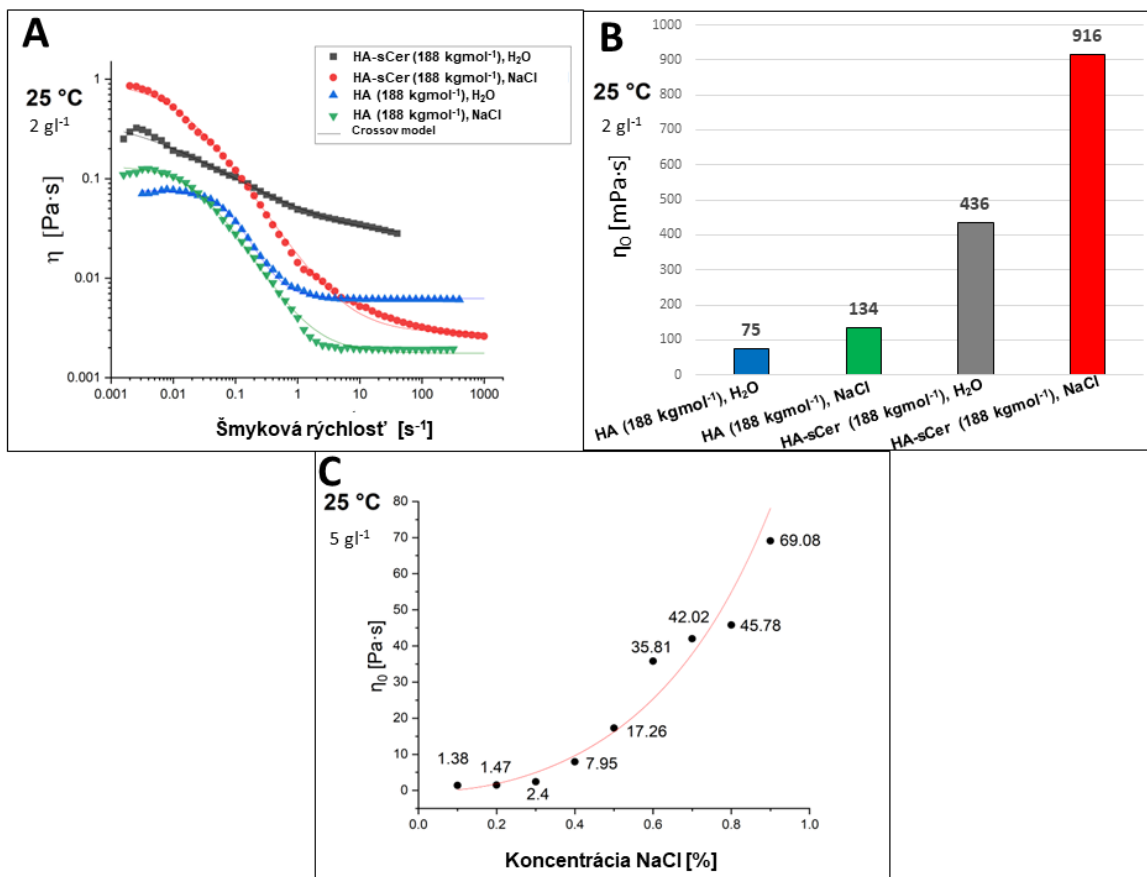 A
25 °C
2 gl⁻¹
HA-sCer (188 kgmol⁻¹), H₂O
HA-sCer (188 kgmol⁻¹), NaCl
HA (188 kgmol⁻¹), H₂O
HA (188 kgmol⁻¹), NaCl
Crossov model
η [Pa·s]
1
0.1
0.01
0.001
0.001 0.01 0.1 1 10 100 1000
Šmyková rýchlosť [s⁻¹]
B
25 °C
2 gl⁻¹
η₀ [mPa·s]
1000
900
800
700
600
500
400
300
200
100
0
75
134
436
916
HA (188 kgmol⁻¹), H₂O
HA (188 kgmol⁻¹), NaCl
HA-sCer (188 kgmol⁻¹), H₂O
HA-sCer (188 kgmol⁻¹), NaCl
C
25 °C
5 gl⁻¹
η₀ [Pa·s]
80
70
60
50
40
30
20
10
0
1.38
1.47
2.4
7.95
17.26
35.81
42.02
45.78
69.08
0.0 0.2 0.4 0.6 0.8 1.0
Koncentrácia NaCl [%]